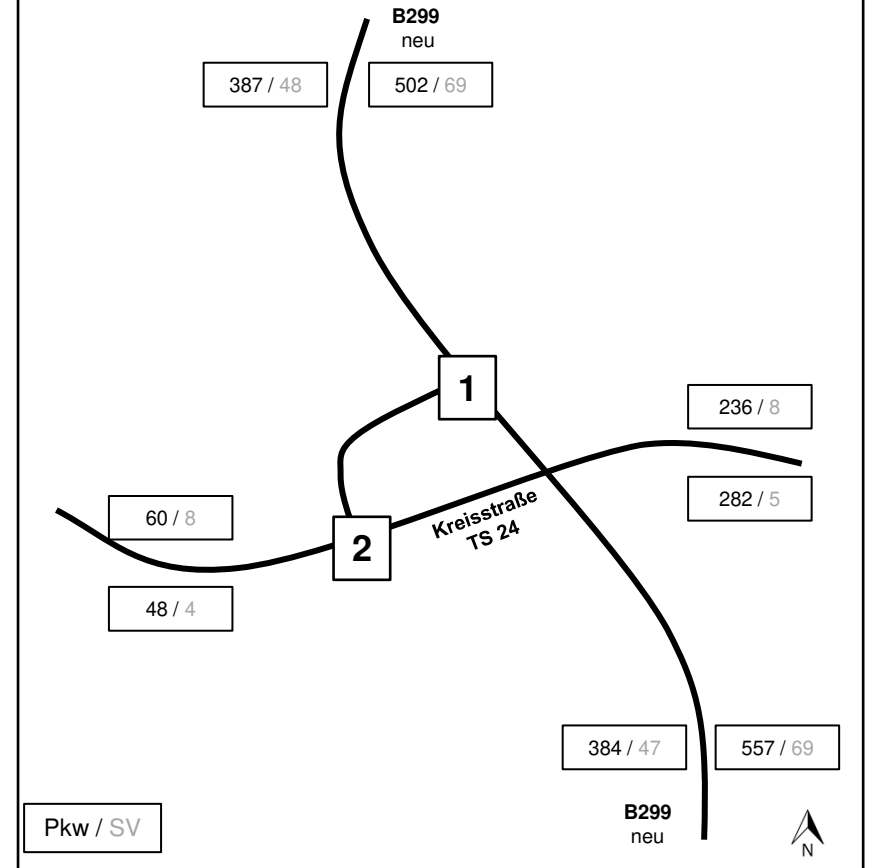 B299
neu
387 / 48
502 / 69
1
236 / 8
282 / 5
Kreisstraße
TS 24
60 / 8
2
48 / 4
384 / 47
557 / 69
B299
neu
Pkw / SV
N